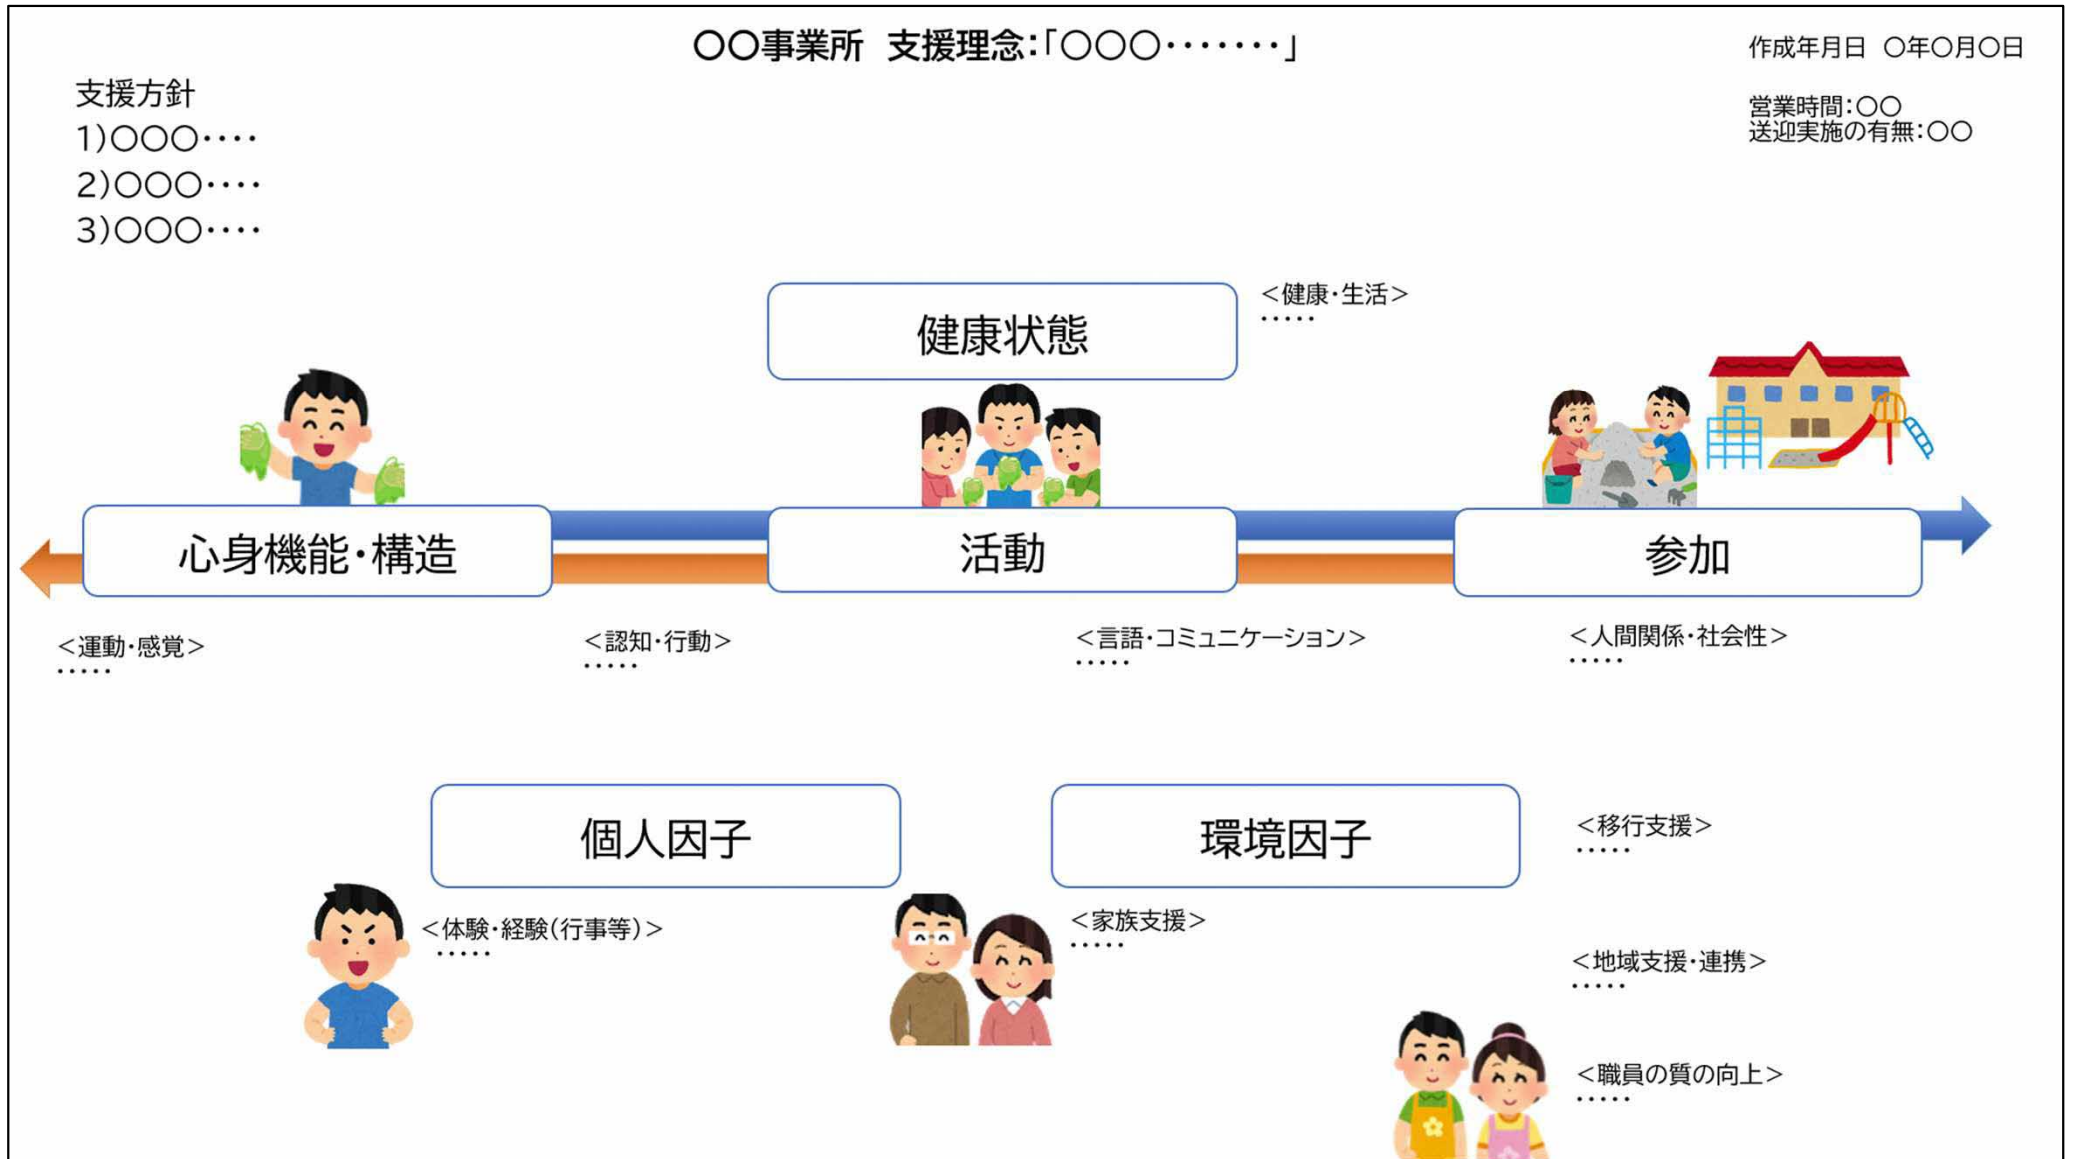 〇〇事業所　支援理念:「〇〇〇・・・・・・・」
作成年月日　〇年〇月〇日
営業時間:〇〇
送迎実施の有無:〇〇
支援方針
1)〇〇〇・・・・
2)〇〇〇・・・・
3)〇〇〇・・・・
健康状態
＜健康・生活＞
・・・・・
心身機能・構造
活動
参加
＜運動・感覚＞
・・・・・
＜認知・行動＞
・・・・・
＜言語・コミュニケーション＞
・・・・・
＜人間関係・社会性＞
・・・・・
個人因子
環境因子
＜移行支援＞
・・・・・
＜体験・経験(行事等)＞
・・・・・
＜家族支援＞
・・・・・
＜地域支援・連携＞
・・・・・
＜職員の質の向上＞
・・・・・